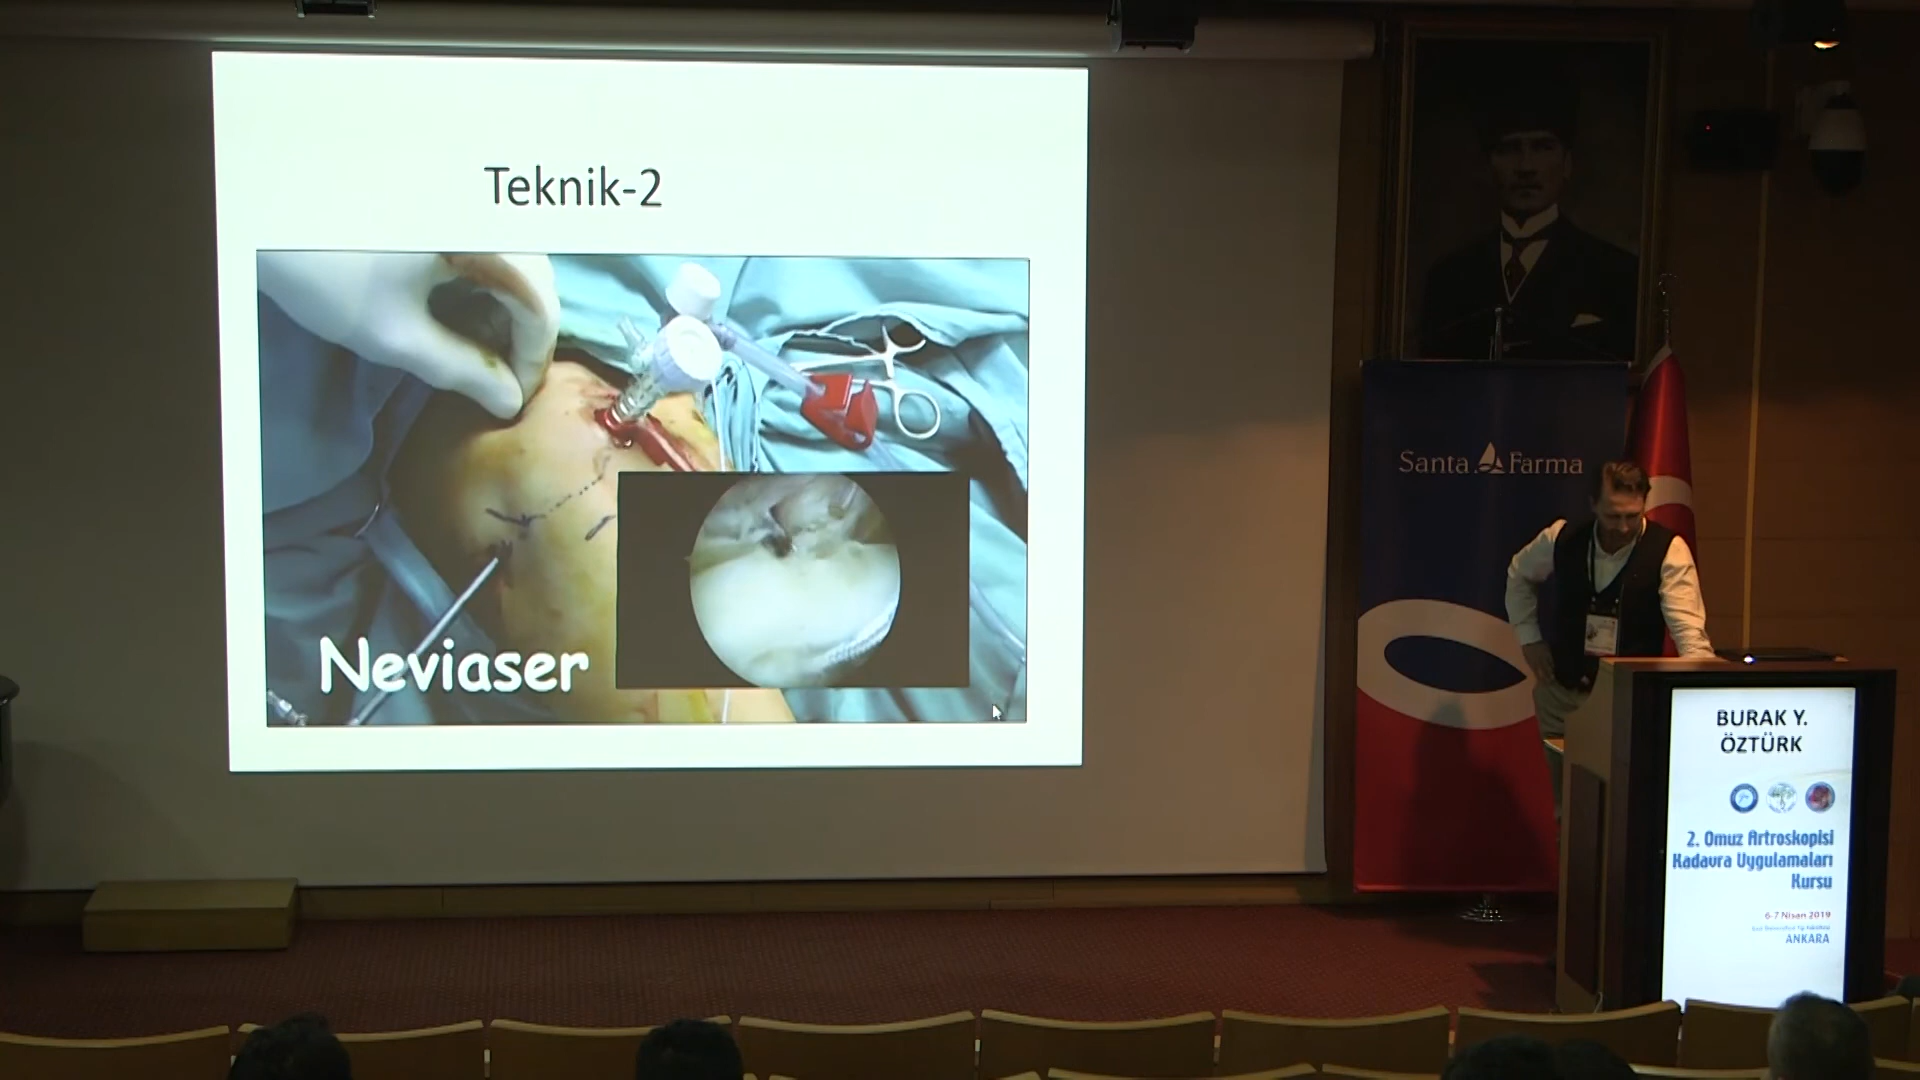 Teknik-2
Neviaser
Santa Farma
BURAK Y.
ÖZTÜRK
2. Omuz Artroskopisi
Kadavra Uygulamaları
Kursu
6-7 Nisan 2019
ANKARA